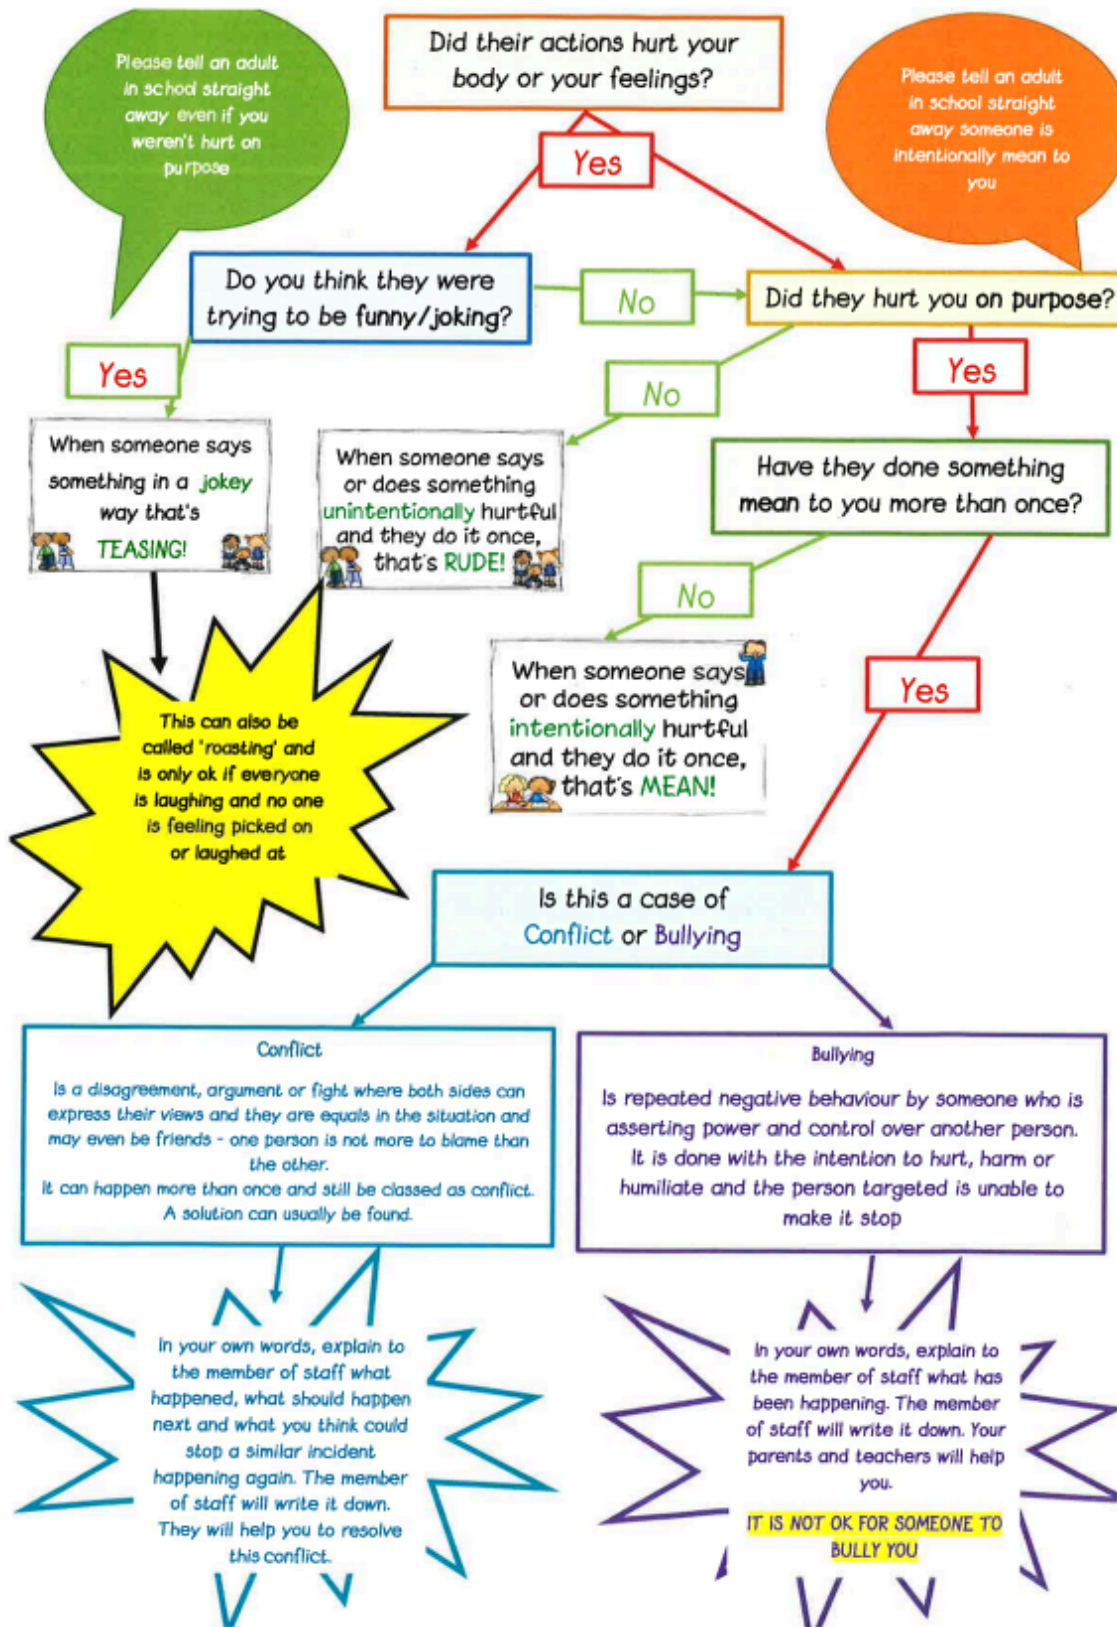 Did their actions hurt your
body or your feelings?
Please tell an adult
in school straight
away even if you
weren't hurt on
purpose
Please tell an adult
in school straight
away someone is
intentionally mean to
you
Yes
Do you think they were
trying to be funny/joking?
No
Did they hurt you on purpose?
Yes
No
Yes
When someone says
something in a jokey
way that's
TEASING!
When someone says
or does something
unintentionally hurtful
and they do it once,
that's RUDE!
Have they done something
mean to you more than once?
No
Yes
When someone says
or does something
intentionally hurtful
and they do it once,
that's MEAN!
This can also be
called 'roasting' and
is only ok if everyone
is laughing and no one
is feeling picked on
or laughed at
Is this a case of
Conflict or Bullying
Conflict
Is a disagreement, argument or fight where both sides can
express their views and they are equals in the situation and
may even be friends - one person is not more to blame than
the other.
It can happen more than once and still be classed as conflict.
A solution can usually be found.
Bullying
Is repeated negative behaviour by someone who is
asserting power and control over another person.
It is done with the intention to hurt, harm or
humiliate and the person targeted is unable to
make it stop
In your own words, explain to
the member of staff what
happened, what should happen
next and what you think could
stop a similar incident
happening again. The member
of staff will write it down.
They will help you to resolve
this conflict.
In your own words, explain to
the member of staff what has
been happening. The member
of staff will write it down. Your
parents and teachers will help
you.
IT IS NOT OK FOR SOMEONE TO
BULLY YOU